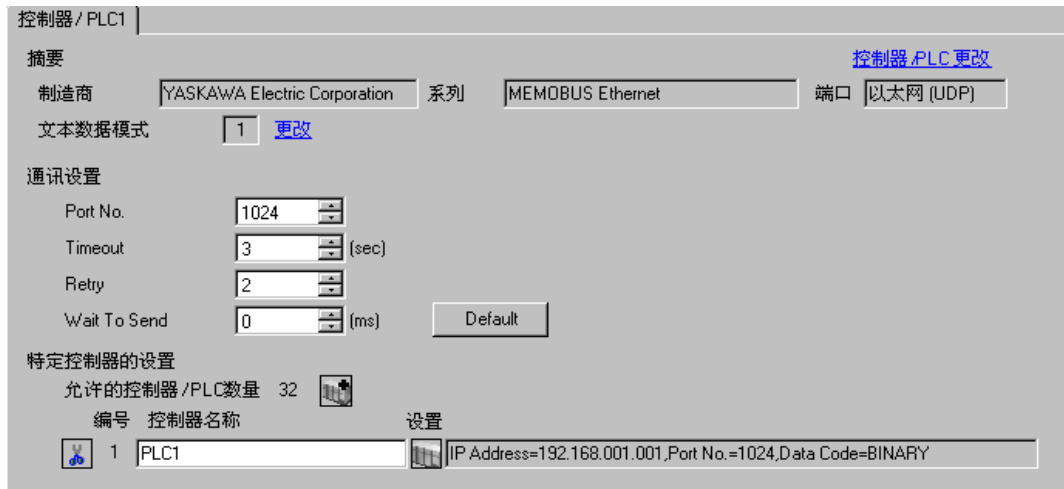 控制器/PLC1
摘要 控制器/PLC更改
制造商 YASKAWA Electric Corporation 系列 MEMOBUS Ethernet 端口 以太网 (UDP)
文本数据模式 1 更改
通讯设置
Port No. 1024
Timeout 3 (sec)
Retry 2
Wait To Send 0 (ms) Default
特定控制器的设置
允许的控制器/PLC数量 32
编号 控制器名称 设置
1 PLC1 IP Address=192.168.001.001,Port No.=1024,Data Code=BINARY